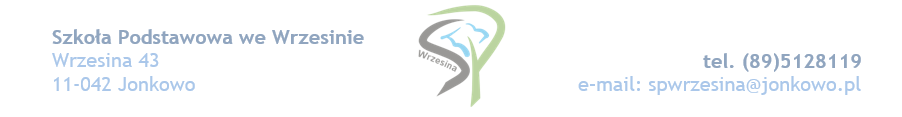 Szkoła Podstawowa we Wrzesinie
Wrzesina 43
11-042 Jonkowo
Wrzesina
tel. (89)5128119
e-mail: spwrzesina@jonkowo.pl